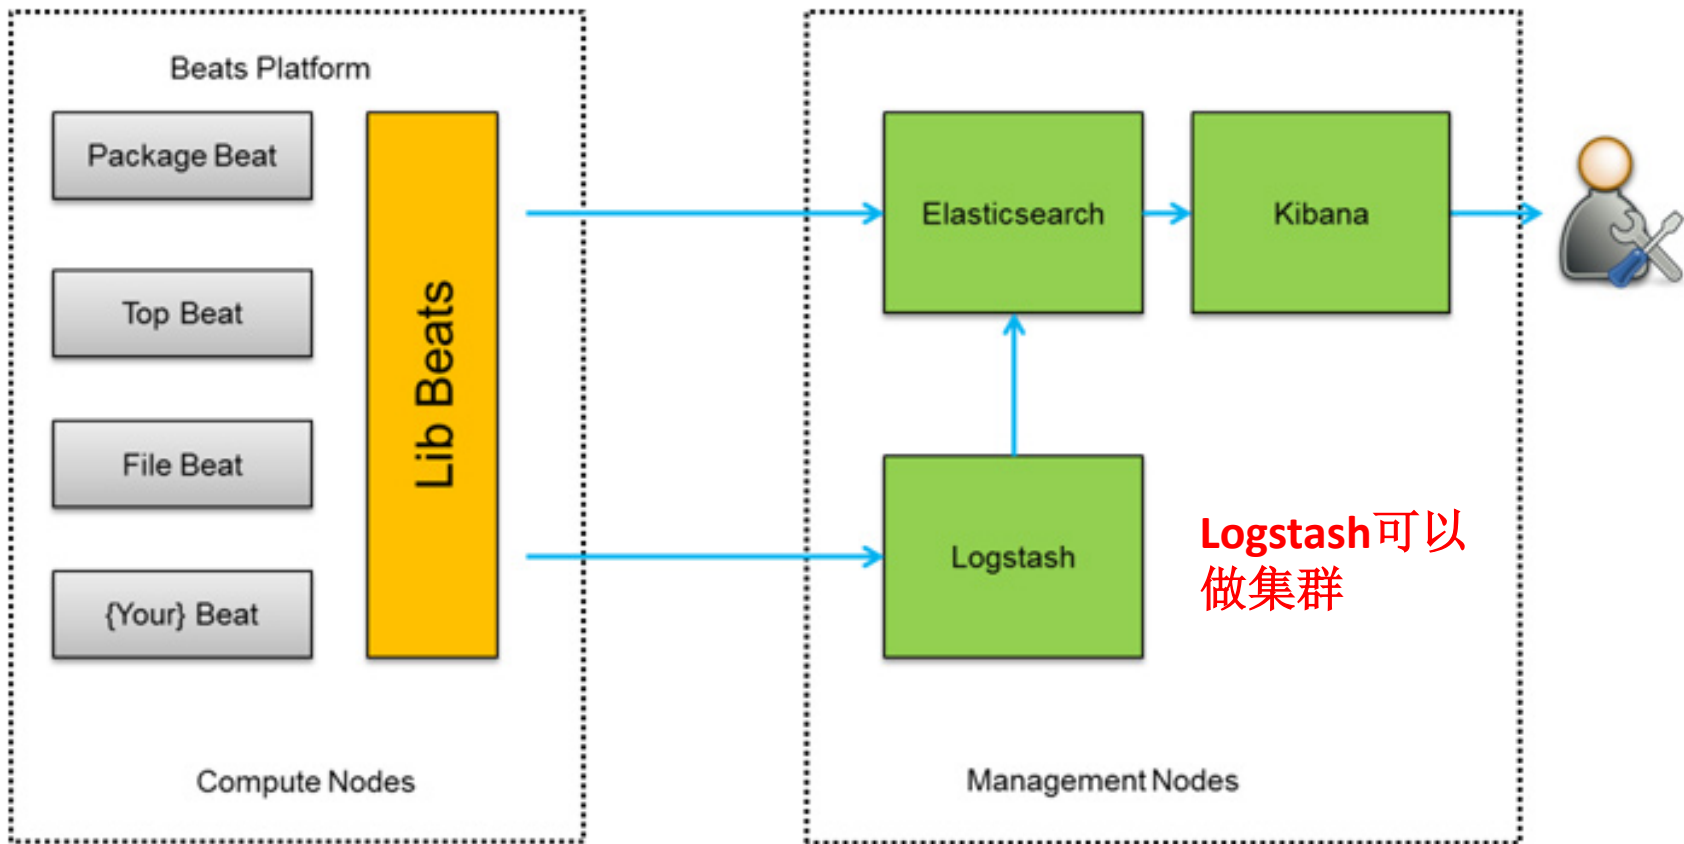 Beats Platform
Package Beat
Top Beat
File Beat
{Your} Beat
Lib Beats
Compute Nodes
Elasticsearch
Kibana
Logstash
Logstash可以
做集群
Management Nodes